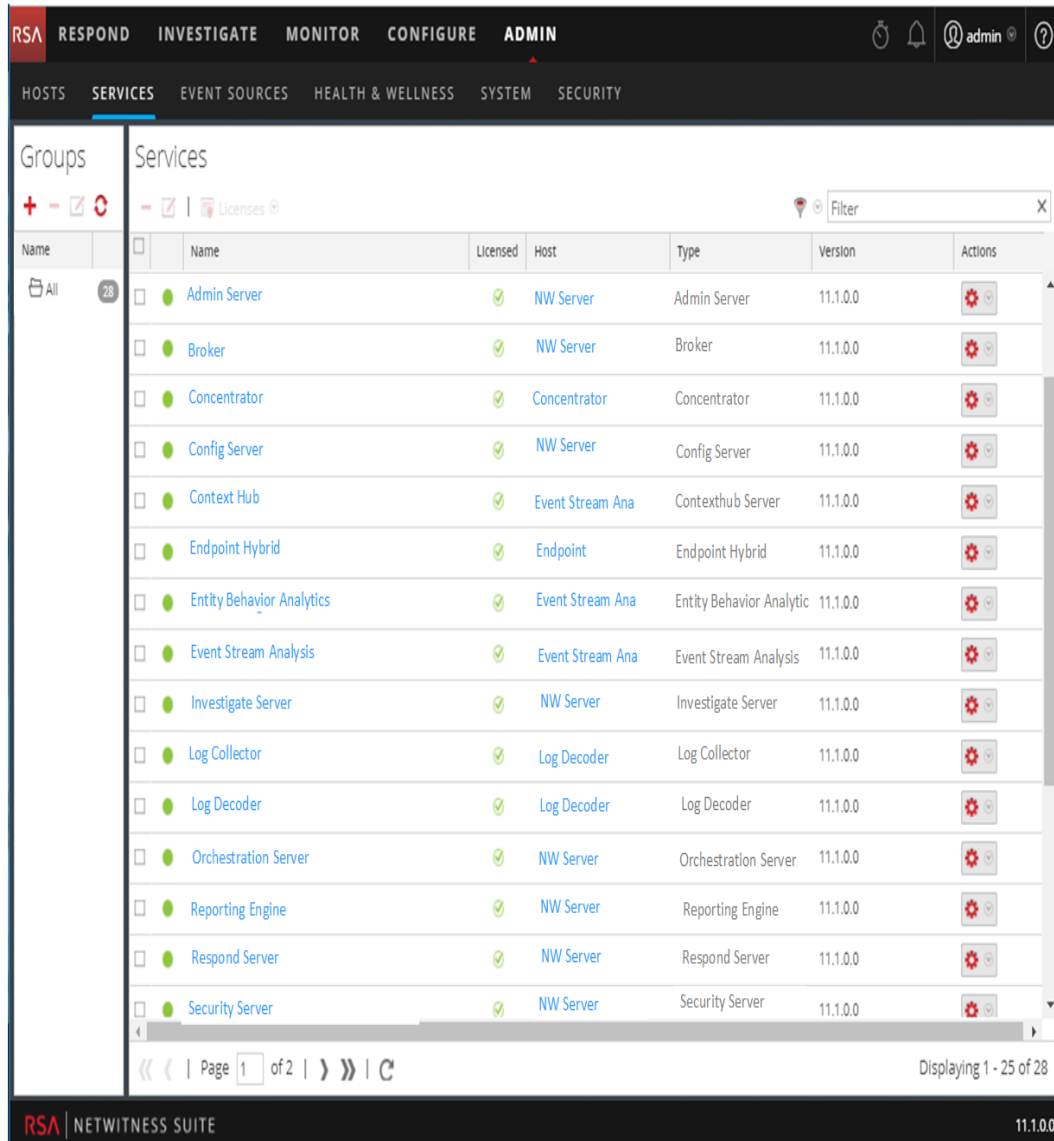 RSA RESPOND INVESTIGATE MONITOR CONFIGURE ADMIN admin ?
HOSTS SERVICES EVENT SOURCES HEALTH & WELLNESS SYSTEM SECURITY
Groups
Services
Licenses
Filter X
Name
Name Licensed Host Type Version Actions
All 28
Admin Server NW Server Admin Server 11.1.0.0
Broker NW Server Broker 11.1.0.0
Concentrator Concentrator Concentrator 11.1.0.0
Config Server NW Server Config Server 11.1.0.0
Context Hub Event Stream Ana Contexthub Server 11.1.0.0
Endpoint Hybrid Endpoint Endpoint Hybrid 11.1.0.0
Entity Behavior Analytics Event Stream Ana Entity Behavior Analytic 11.1.0.0
Event Stream Analysis Event Stream Ana Event Stream Analysis 11.1.0.0
Investigate Server NW Server Investigate Server 11.1.0.0
Log Collector Log Decoder Log Collector 11.1.0.0
Log Decoder Log Decoder Log Decoder 11.1.0.0
Orchestration Server NW Server Orchestration Server 11.1.0.0
Reporting Engine NW Server Reporting Engine 11.1.0.0
Respond Server NW Server Respond Server 11.1.0.0
Security Server NW Server Security Server 11.1.0.0
Page 1 of 2 Displaying 1 - 25 of 28
RSA NETWITNESS SUITE 11.1.0.0